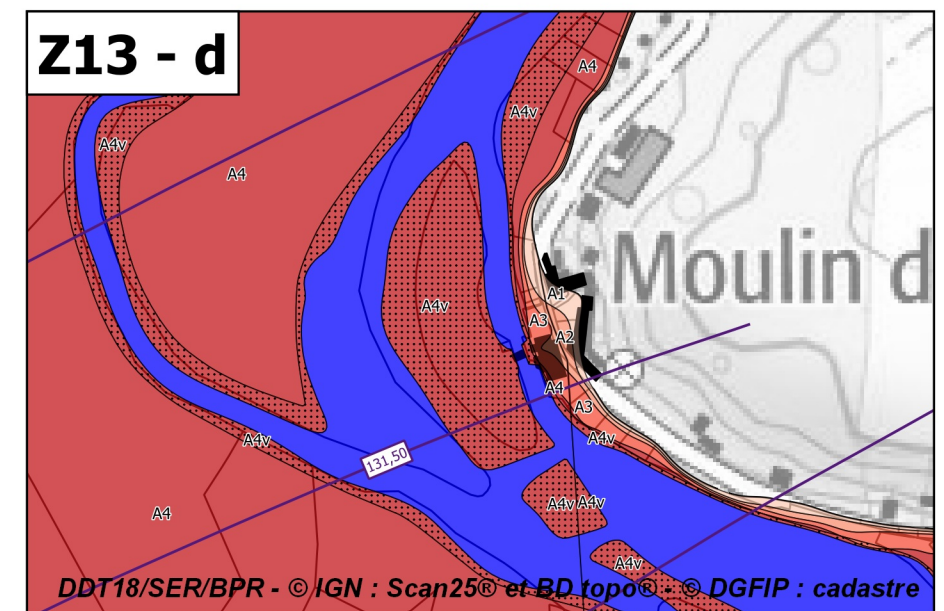 Z13 - d
A4
A4v
A4v
A4
Moulin d
A1
A4v
A3
A2
A4
A3
A4v
A4v
131,50
A4v
A4v
A4
A4v
DDT18/SER/BPR - © IGN : Scan25® et BD topo® - © DGFIP : cadastre